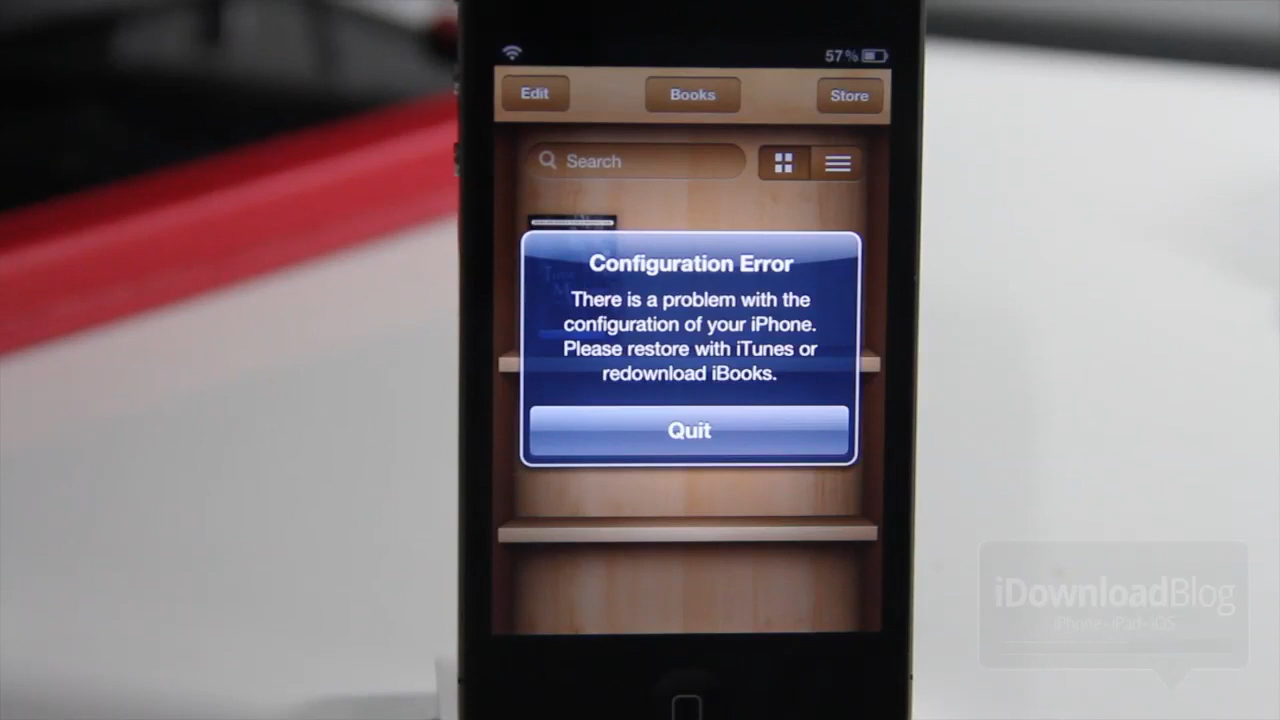 57%
Edit
Books
Store
Search
Configuration Error
There is a problem with the
configuration of your iPhone.
Please restore with iTunes or
redownload iBooks.
Quit
iDownloadBlog
iPhone•iPad•iOS